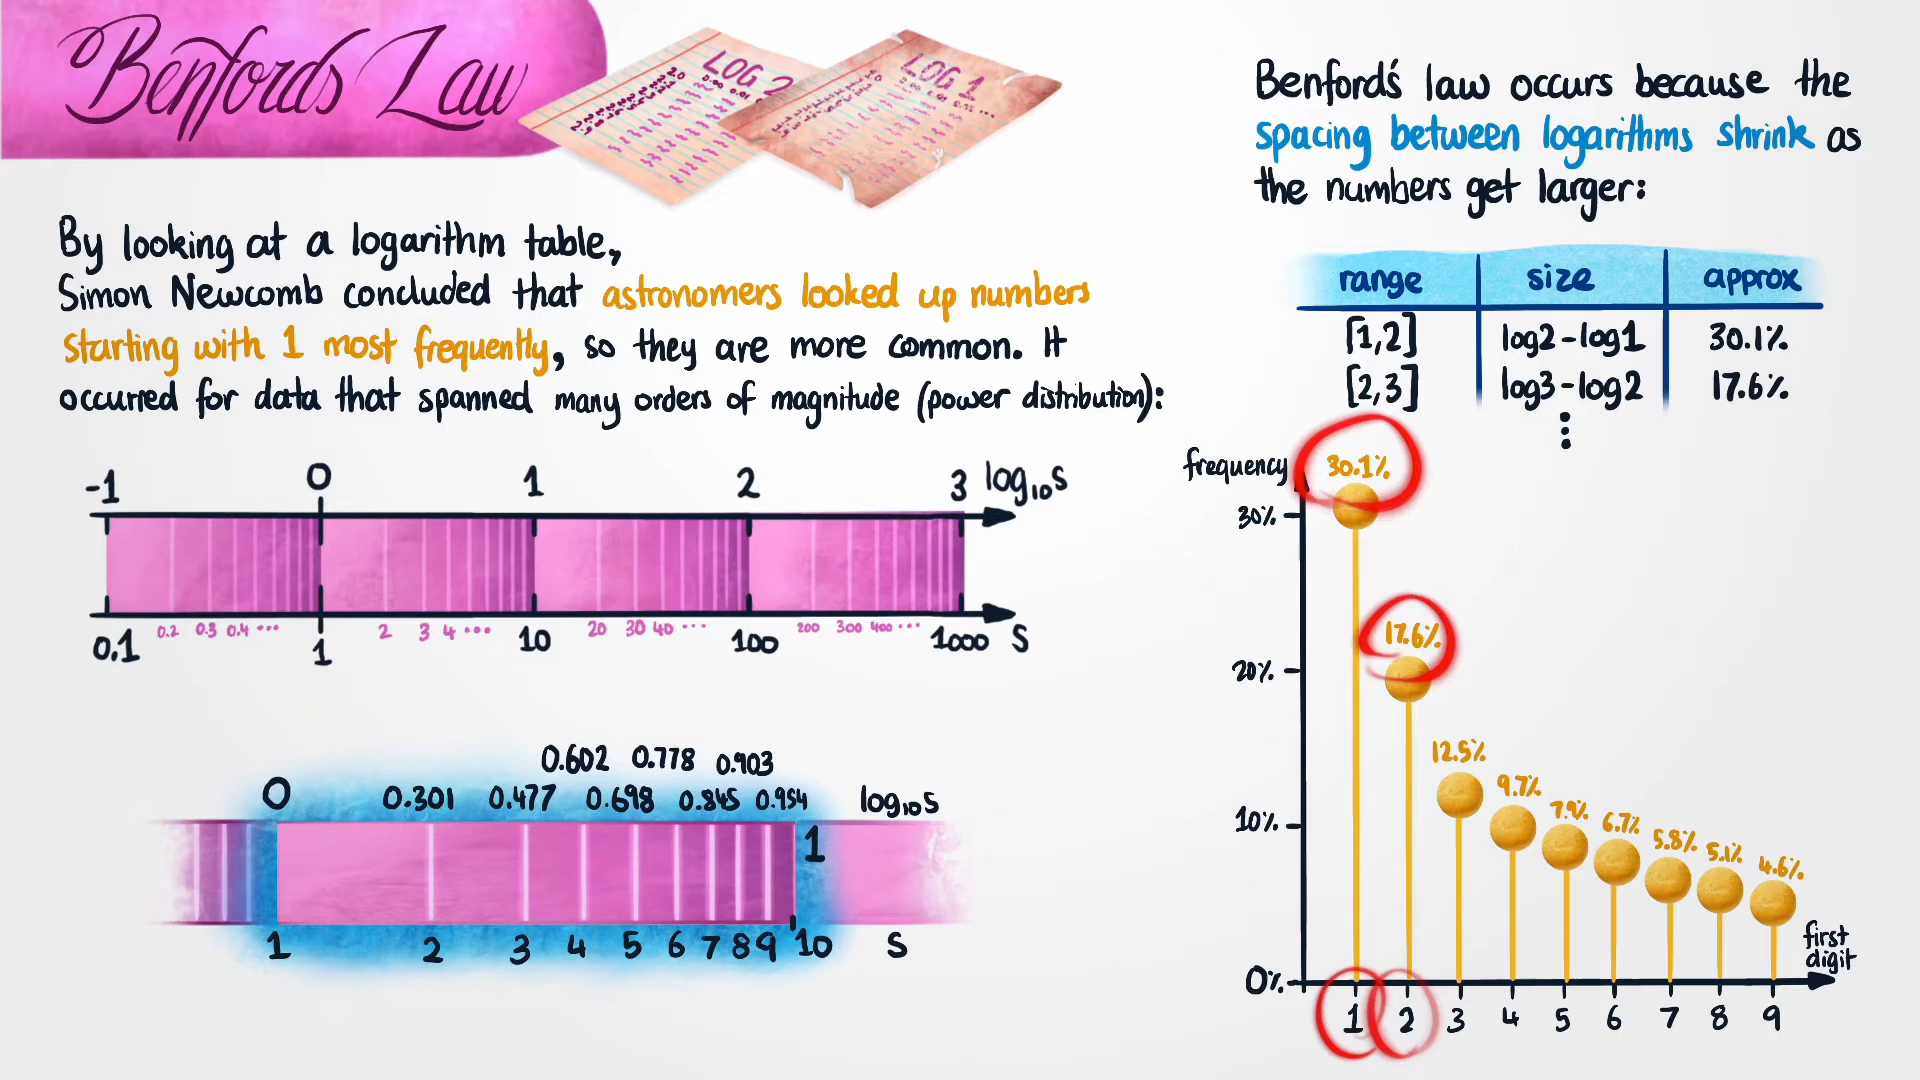 Benfords Law
LOG 2
LOG 1
By looking at a logarithm table,
Simon Newcomb concluded that astronomers looked up numbers
starting with 1 most frequently, so they are more common. It
occurred for data that spanned many orders of magnitude (power distribution):
-1 0 1 2 3 log₁₀S
0.1 0.2 0.3 0.4 ... 1 2 3 4 ... 10 20 30 40 ... 100 200 300 400 ... 1000 S
0.602 0.778 0.903
0 0.301 0.477 0.698 0.845 0.954 log₁₀S
1
1 2 3 4 5 6 7 8 9 10 S
Benford's law occurs because the
spacing between logarithms shrink as
the numbers get larger:
range size approx
[1,2] log2-log1 30.1%
[2,3] log3-log2 17.6%
⋮
frequency
30.1%
30%
17.6%
20%
12.5%
9.7%
7.9%
6.7%
5.8%
5.1%
4.6%
10%
first
digit
0%
1 2 3 4 5 6 7 8 9